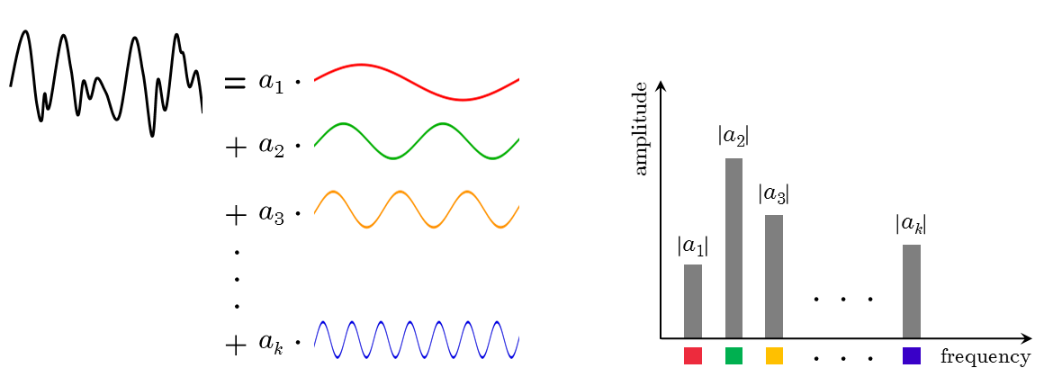 = a₁ ·
+ a₂ ·
+ a₃ ·
.
.
.
+ aₖ ·
amplitude
|a₁|
|a₂|
|a₃|
|aₖ|
. . .
. . .
frequency